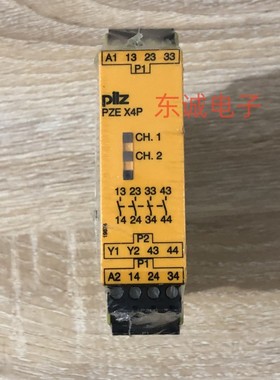 A1 13 23 33
P1
pilz
PZE X4P
东诚电子
CH. 1
CH. 2
13 23 33 43
14 24 34 44
P2
Y1 Y2 43 44
P1
A2 14 24 34